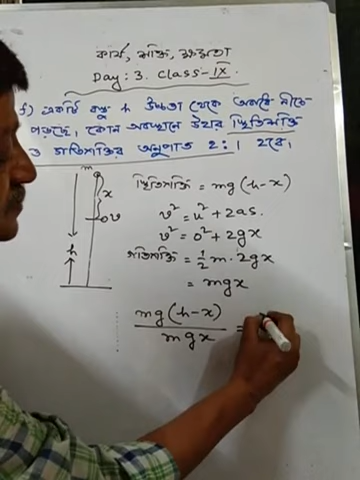 কার্য, শক্তি, ক্ষমতা
Day: 3. Class-IX.
1) একটি বস্তু h উচ্চতা থেকে অবাধে নীচে
পড়ছে। কোন অবস্থানে উহার স্থিতিশক্তি
ও গতিশক্তির অনুপাত 2:1 হবে।
m
x
v
h
স্থিতিশক্তি = mg(h-x)
v² = u² + 2as.
v² = 0² + 2gx
গতিশক্তি = 1/2 m. 2gx
= mgx
mg(h-x)/mgx =